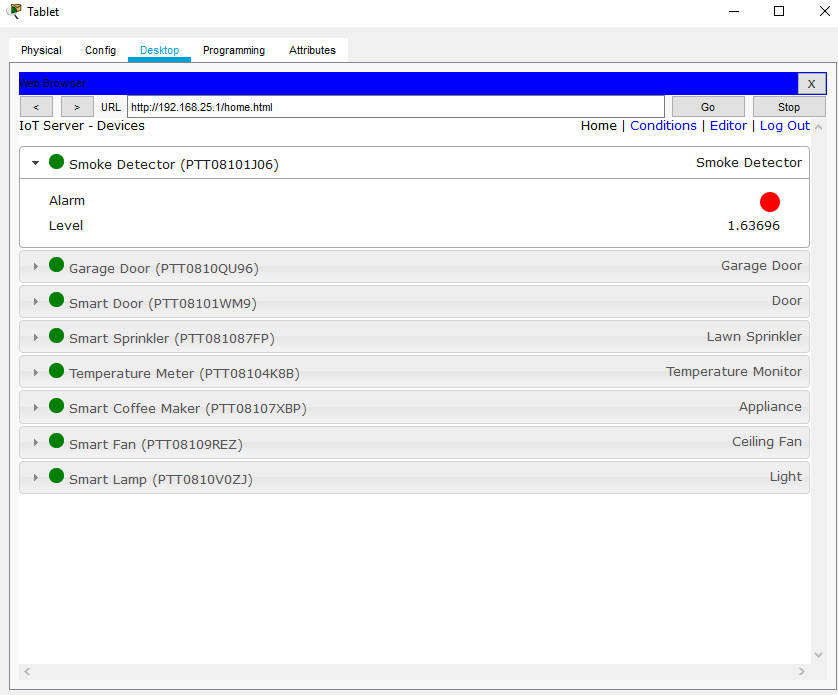 Tablet
Physical Config Desktop Programming Attributes
Web Browser X
< > URL http://192.168.25.1/home.html Go Stop
IoT Server - Devices Home | Conditions | Editor | Log Out
Smoke Detector (PTT08101J06) Smoke Detector
Alarm
Level 1.63696
Garage Door (PTT0810QU96) Garage Door
Smart Door (PTT08101WM9) Door
Smart Sprinkler (PTT081087FP) Lawn Sprinkler
Temperature Meter (PTT08104K8B) Temperature Monitor
Smart Coffee Maker (PTT08107XBP) Appliance
Smart Fan (PTT08109REZ) Ceiling Fan
Smart Lamp (PTT0810V0ZJ) Light